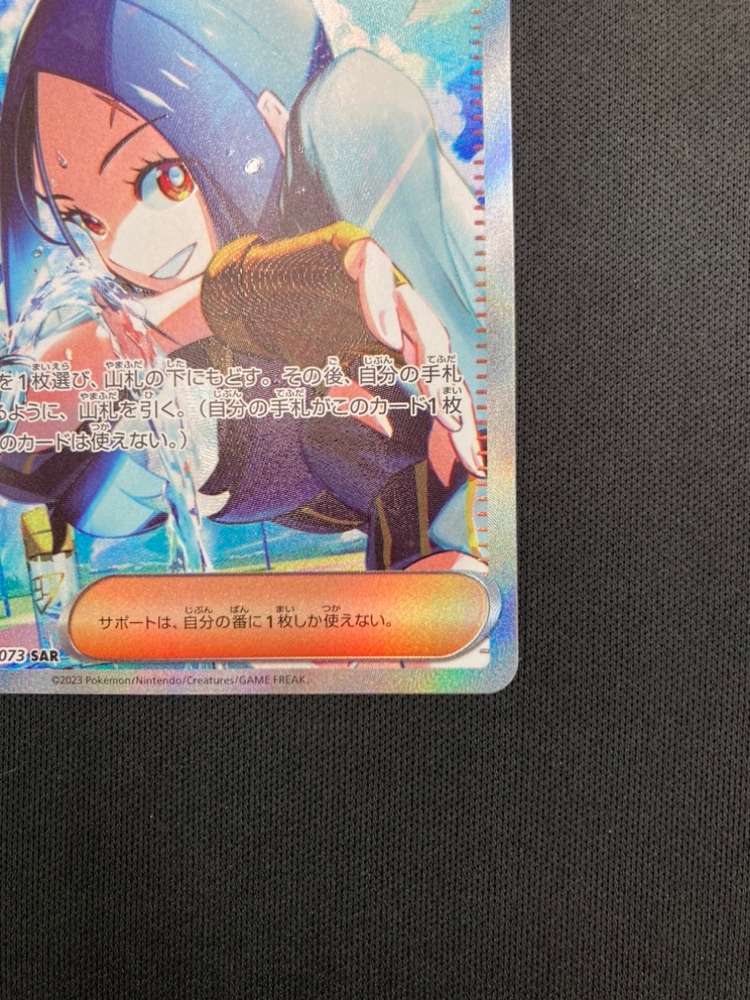 を1枚選び、山札の下にもどす。その後、自分の手札
るように、山札を引く。（自分の手札がこのカード1枚
のカードは使えない。）
サポートは、自分の番に1枚しか使えない。
073 SAR
©2023 Pokémon/Nintendo/Creatures/GAME FREAK.